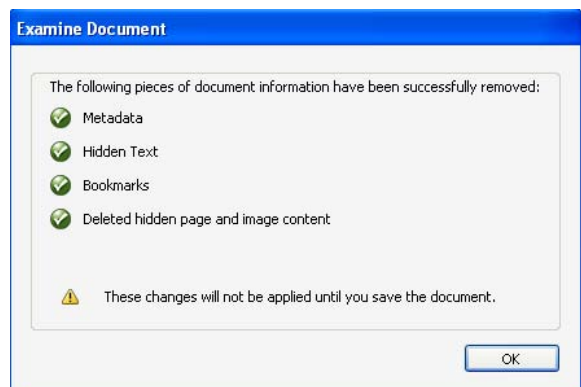 Examine Document
The following pieces of document information have been successfully removed:
Metadata
Hidden Text
Bookmarks
Deleted hidden page and image content
These changes will not be applied until you save the document.
OK